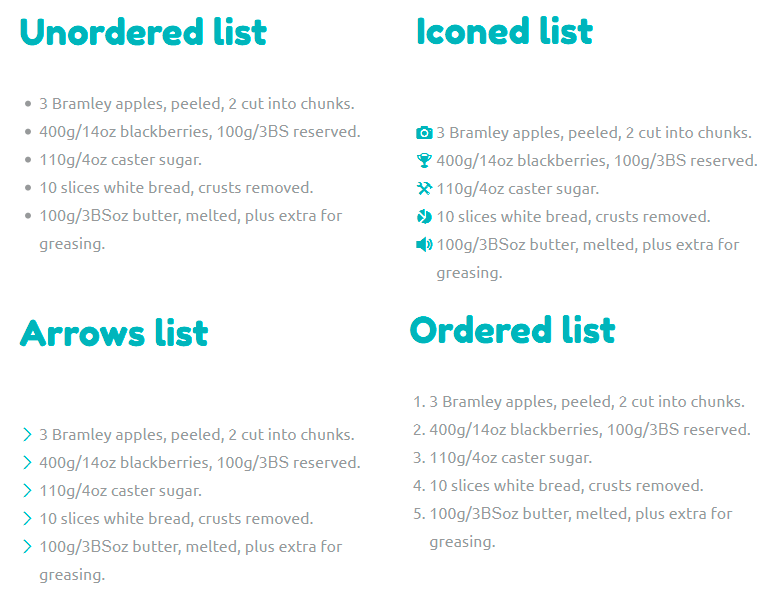 Unordered list
3 Bramley apples, peeled, 2 cut into chunks.
400g/14oz blackberries, 100g/3BS reserved.
110g/4oz caster sugar.
10 slices white bread, crusts removed.
100g/3BSoz butter, melted, plus extra for
greasing.
Iconed list
3 Bramley apples, peeled, 2 cut into chunks.
400g/14oz blackberries, 100g/3BS reserved.
110g/4oz caster sugar.
10 slices white bread, crusts removed.
100g/3BSoz butter, melted, plus extra for
greasing.
Arrows list
3 Bramley apples, peeled, 2 cut into chunks.
400g/14oz blackberries, 100g/3BS reserved.
110g/4oz caster sugar.
10 slices white bread, crusts removed.
100g/3BSoz butter, melted, plus extra for
greasing.
Ordered list
1. 3 Bramley apples, peeled, 2 cut into chunks.
2. 400g/14oz blackberries, 100g/3BS reserved.
3. 110g/4oz caster sugar.
4. 10 slices white bread, crusts removed.
5. 100g/3BSoz butter, melted, plus extra for
greasing.